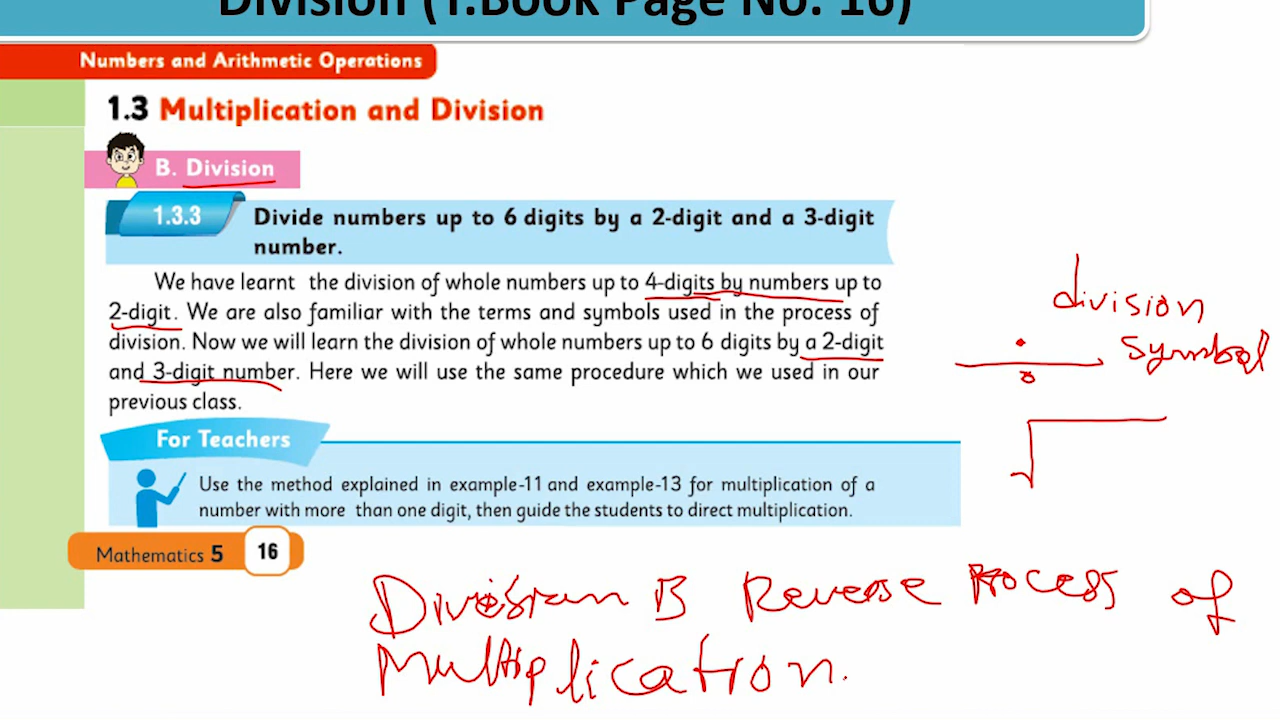 Division (T.Book Page No. 16)
Numbers and Arithmetic Operations
1.3 Multiplication and Division
B. Division
1.3.3 Divide numbers up to 6 digits by a 2-digit and a 3-digit
number.
We have learnt the division of whole numbers up to 4-digits by numbers up to
2-digit. We are also familiar with the terms and symbols used in the process of
division. Now we will learn the division of whole numbers up to 6 digits by a 2-digit
and 3-digit number. Here we will use the same procedure which we used in our
previous class.
division
symbol
For Teachers
Use the method explained in example-11 and example-13 for multiplication of a
number with more than one digit, then guide the students to direct multiplication.
Mathematics 5 16
Division is Reverse Process of
Multiplication.